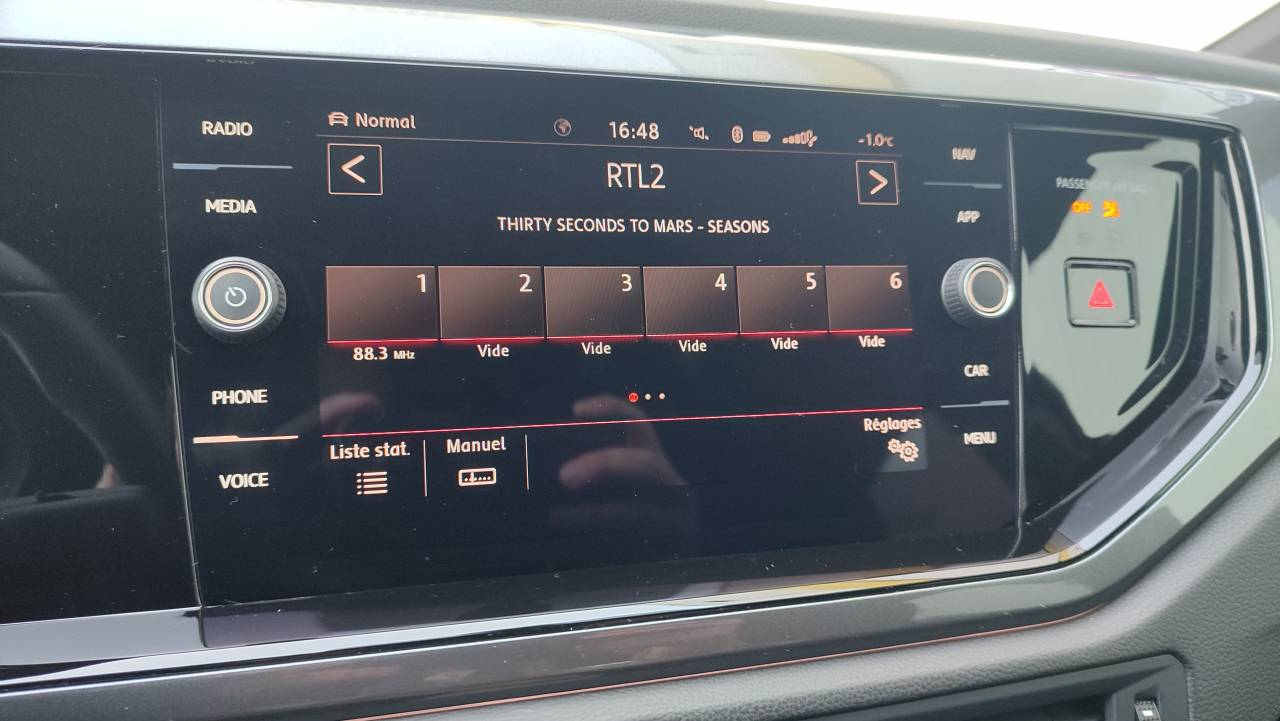 RADIO
MEDIA
PHONE
VOICE
Normal
16:48
-1.0°C
RTL2
THIRTY SECONDS TO MARS - SEASONS
1
2
3
4
5
6
88.3 MHz
Vide
Vide
Vide
Vide
Vide
Liste stat.
Manuel
Réglages
NAV
APP
CAR
MENU
PASSENGER AIRBAG
OFF